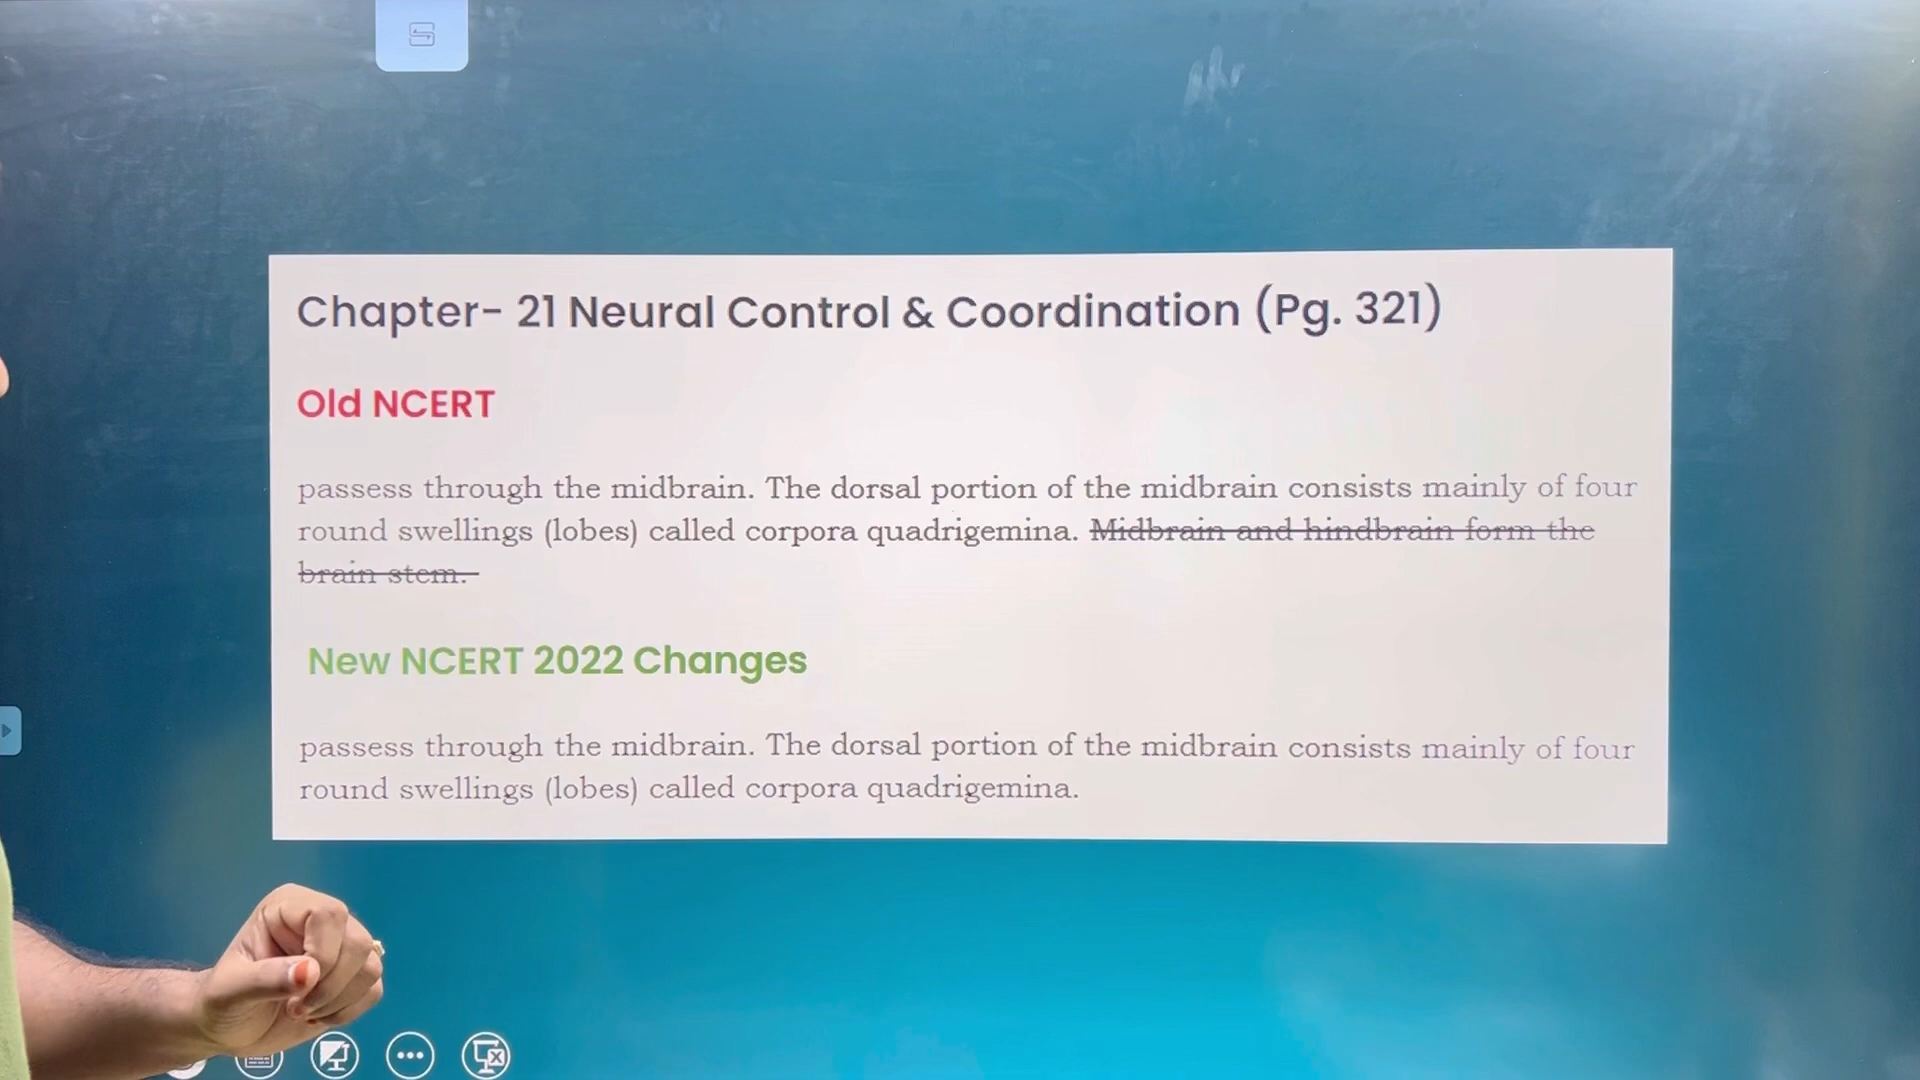 Chapter- 21 Neural Control & Coordination (Pg. 321)
Old NCERT
passess through the midbrain. The dorsal portion of the midbrain consists mainly of four
round swellings (lobes) called corpora quadrigemina. Midbrain and hindbrain form the
brain stem.
New NCERT 2022 Changes
passess through the midbrain. The dorsal portion of the midbrain consists mainly of four
round swellings (lobes) called corpora quadrigemina.